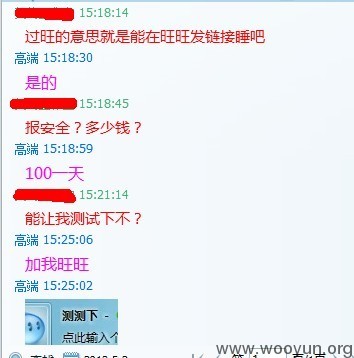 15:18:14
过旺的意思就是能在旺旺发链接睡吧
高端 15:18:30
是的
15:18:45
报安全？多少钱？
高端 15:18:59
100一天
15:21:14
能让我测试下不？
高端 15:25:06
加我旺旺
高端 15:25:02
测测下 -
点此输入个
www.wooyun.org